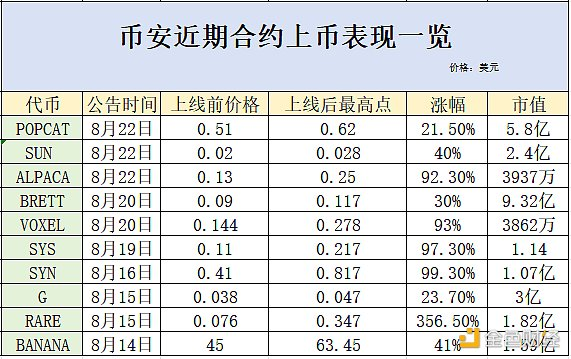 币安近期合约上币表现一览
价格：美元
代币 公告时间 上线前价格 上线后最高点 涨幅 市值
POPCAT 8月22日 0.51 0.62 21.50% 5.8亿
SUN 8月22日 0.02 0.028 40% 2.4亿
ALPACA 8月22日 0.13 0.25 92.30% 3937万
BRETT 8月20日 0.09 0.117 30% 9.32亿
VOXEL 8月20日 0.144 0.278 93% 3862万
SYS 8月19日 0.11 0.217 97.30% 1.14
SYN 8月16日 0.41 0.817 99.30% 1.07亿
G 8月15日 0.038 0.047 23.70% 3亿
RARE 8月15日 0.076 0.347 356.50% 1.82亿
BANANA 8月14日 45 63.45 41%
金色财经